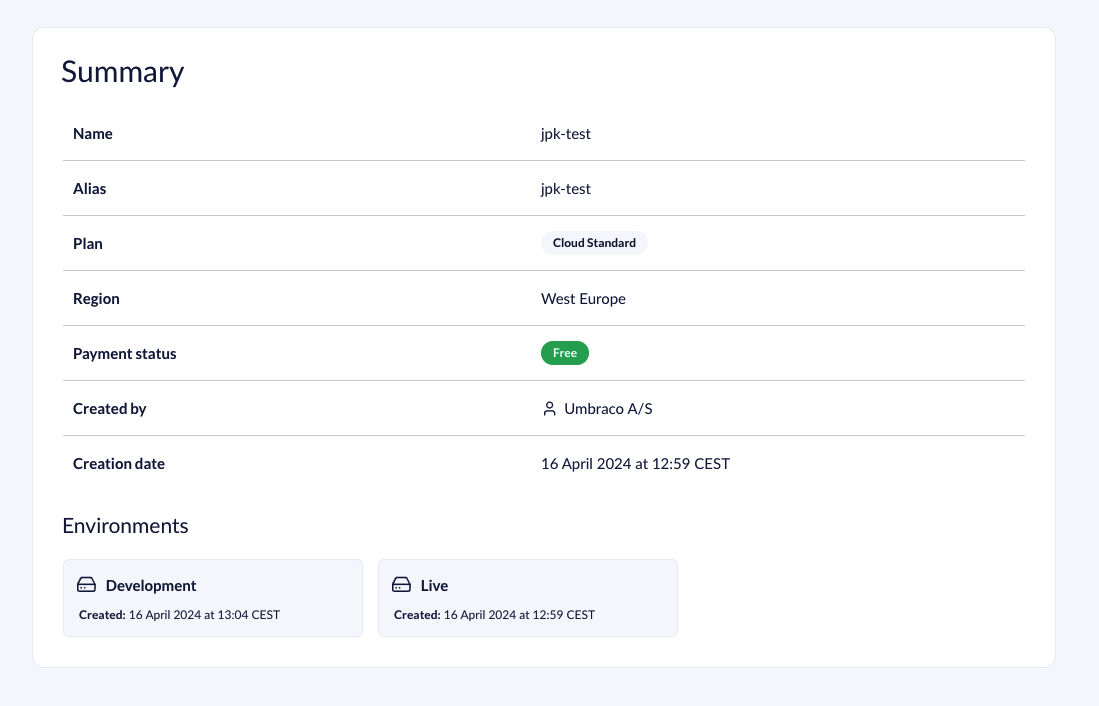 Summary
Name jpk-test
Alias jpk-test
Plan Cloud Standard
Region West Europe
Payment status Free
Created by Umbraco A/S
Creation date 16 April 2024 at 12:59 CEST
Environments
Development
Created: 16 April 2024 at 13:04 CEST
Live
Created: 16 April 2024 at 12:59 CEST